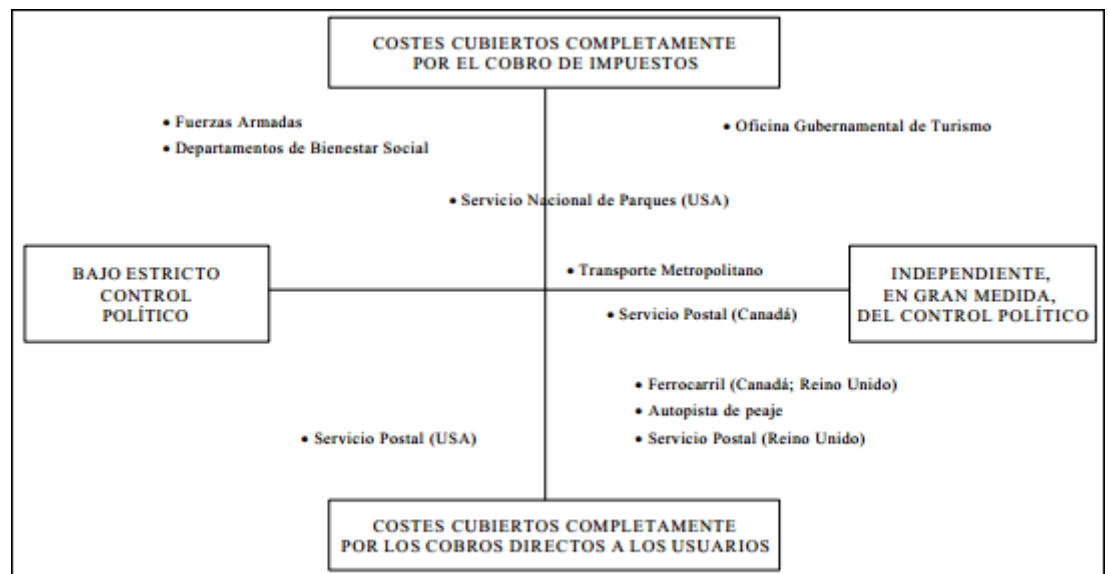 COSTES CUBIERTOS COMPLETAMENTE
POR EL COBRO DE IMPUESTOS
• Fuerzas Armadas
• Departamentos de Bienestar Social
• Oficina Gubernamental de Turismo
• Servicio Nacional de Parques (USA)
BAJO ESTRICTO
CONTROL
POLÍTICO
• Transporte Metropolitano
INDEPENDIENTE,
EN GRAN MEDIDA,
DEL CONTROL POLÍTICO
• Servicio Postal (Canadá)
• Ferrocarril (Canadá; Reino Unido)
• Autopista de peaje
• Servicio Postal (Reino Unido)
• Servicio Postal (USA)
COSTES CUBIERTOS COMPLETAMENTE
POR LOS COBROS DIRECTOS A LOS USUARIOS